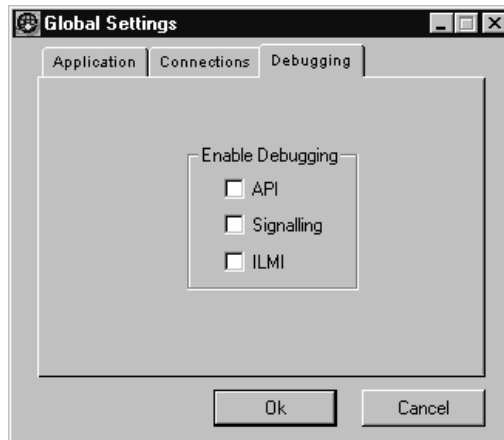 Global Settings
Application Connections Debugging
Enable Debugging
API
Signalling
ILMI
Ok Cancel